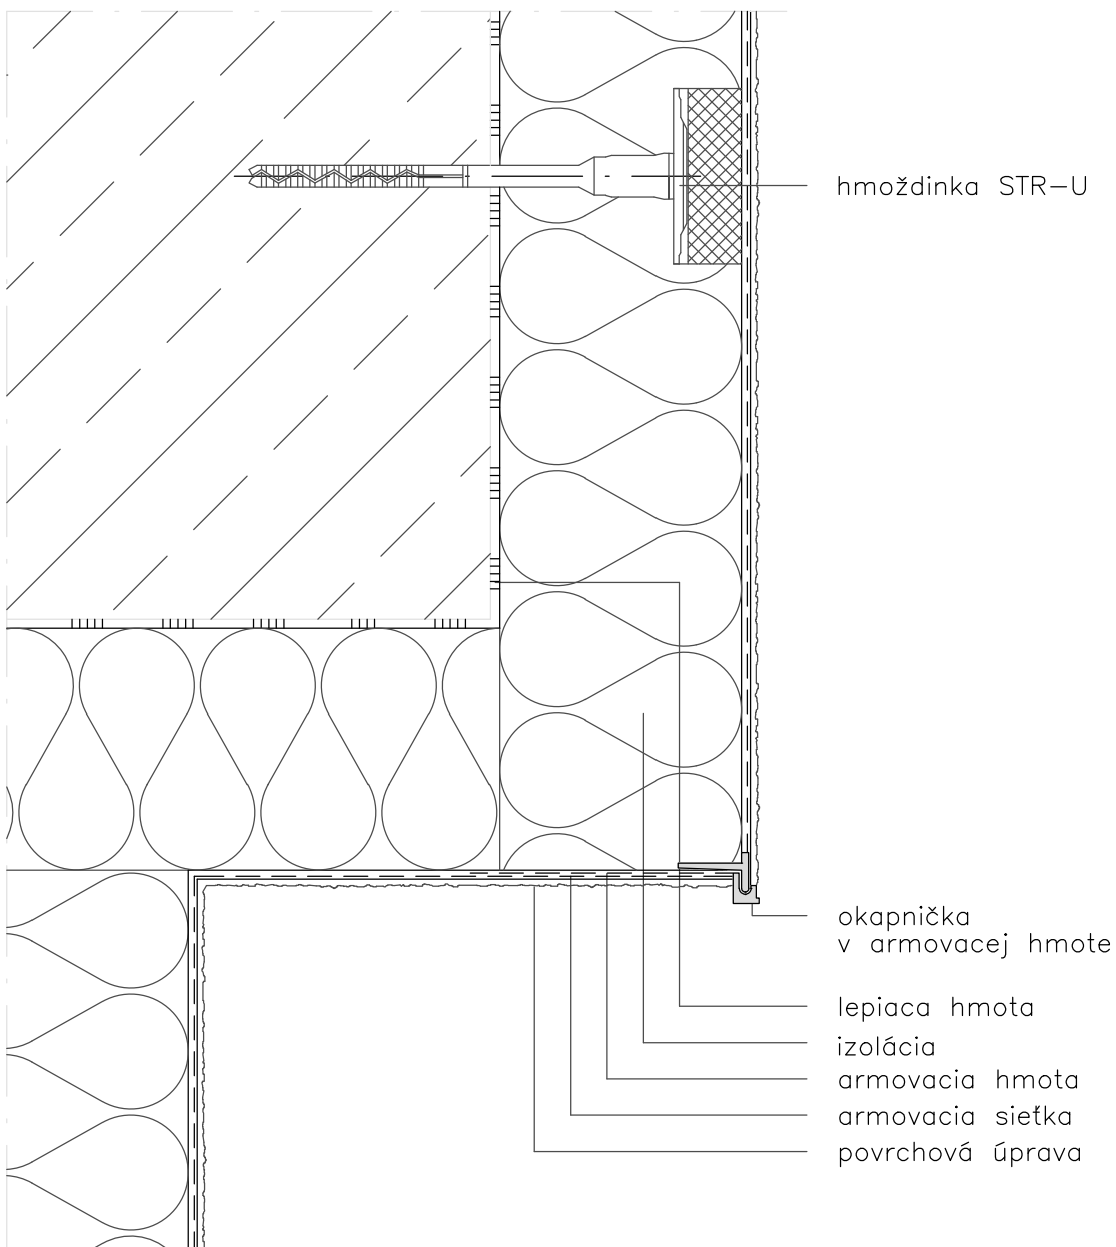 hmoždinka STR-U
okapnička
v armovacej hmote
lepiaca hmota
izolácia
armovacia hmota
armovacia sieťka
povrchová úprava